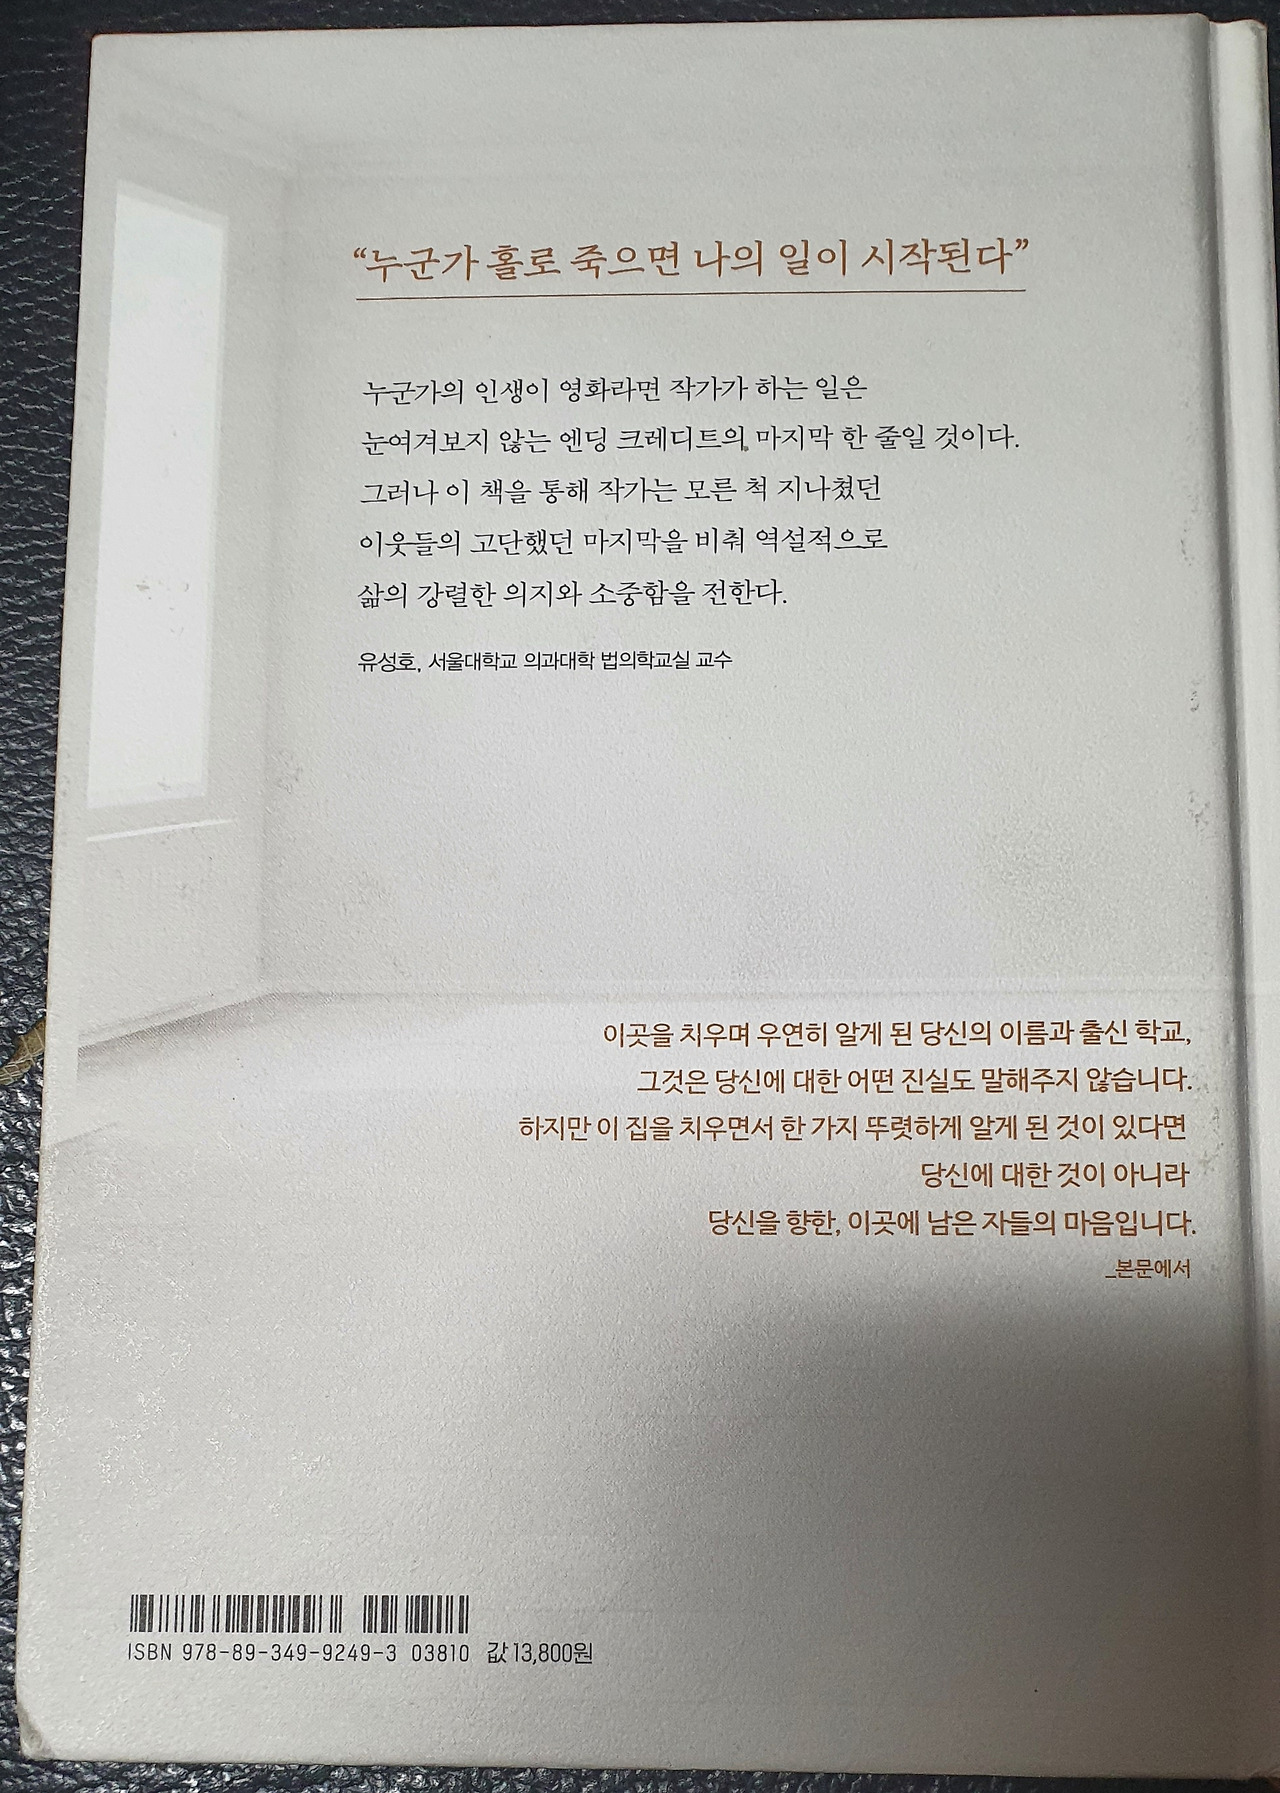 “누군가 홀로 죽으면 나의 일이 시작된다”
누군가의 인생이 영화라면 작가가 하는 일은
눈여겨보지 않는 엔딩 크레디트의 마지막 한 줄일 것이다.
그러나 이 책을 통해 작가는 모른 척 지나쳤던
이웃들의 고단했던 마지막을 비춰 역설적으로
삶의 강렬한 의지와 소중함을 전한다.
유성호, 서울대학교 의과대학 법의학교실 교수
이곳을 치우며 우연히 알게 된 당신의 이름과 출신 학교,
그것은 당신에 대한 어떤 진실도 말해주지 않습니다.
하지만 이 집을 치우면서 한 가지 뚜렷하게 알게 된 것이 있다면
당신에 대한 것이 아니라
당신을 향한, 이곳에 남은 자들의 마음입니다.
_본문에서
ISBN 978-89-349-9249-3 03810 값 13,800원